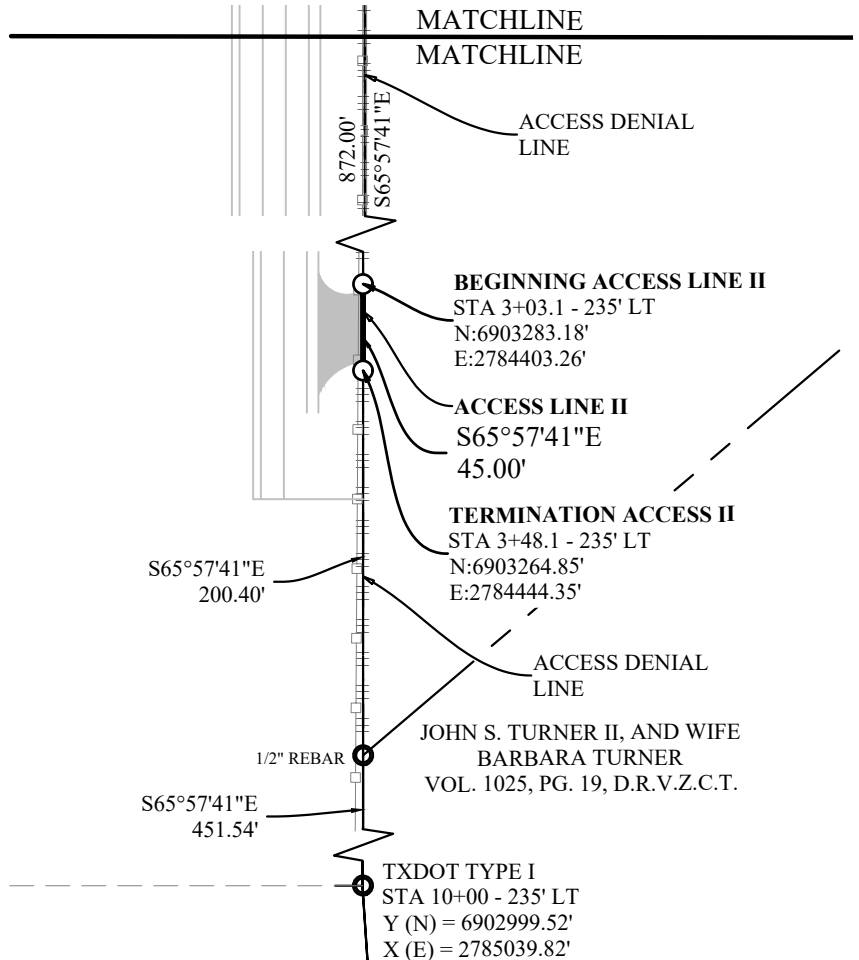 MATCHLINE
MATCHLINE
872.00'
S65°57'41"E
ACCESS DENIAL
LINE
BEGINNING ACCESS LINE II
STA 3+03.1 - 235' LT
N:6903283.18'
E:2784403.26'
ACCESS LINE II
S65°57'41"E
45.00'
TERMINATION ACCESS II
STA 3+48.1 - 235' LT
N:6903264.85'
E:2784444.35'
S65°57'41"E
200.40'
ACCESS DENIAL
LINE
JOHN S. TURNER II, AND WIFE
BARBARA TURNER
VOL. 1025, PG. 19, D.R.V.Z.C.T.
1/2" REBAR
S65°57'41"E
451.54'
TXDOT TYPE I
STA 10+00 - 235' LT
Y (N) = 6902999.52'
X (E) = 2785039.82'